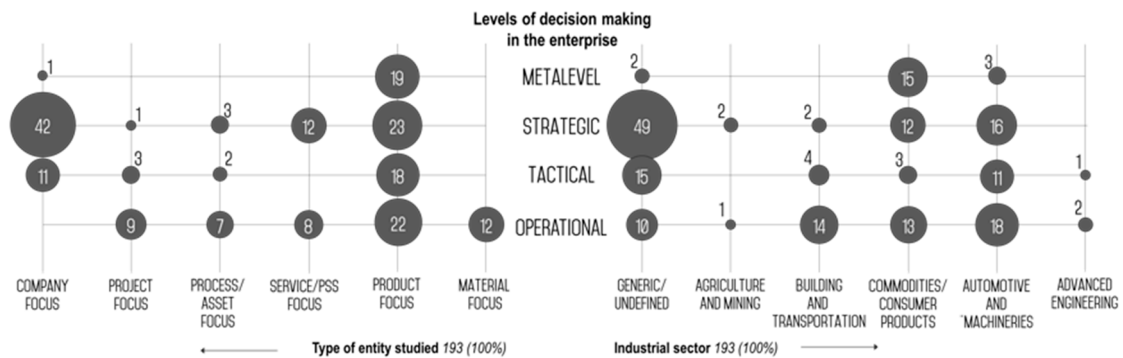 Levels of decision making
in the enterprise
1 19 METALEVEL 2 15 3
42 1 3 12 23 STRATEGIC 49 2 2 12 16
11 3 2 18 TACTICAL 15 4 3 11 1
9 7 8 22 12 OPERATIONAL 10 1 14 13 18 2
COMPANY FOCUS
PROJECT FOCUS
PROCESS/
ASSET
FOCUS
SERVICE/PSS
FOCUS
PRODUCT
FOCUS
MATERIAL
FOCUS
GENERIC/
UNDEFINED
AGRICULTURE
AND MINING
BUILDING
AND
TRANSPORTATION
COMMODITIES/
CONSUMER
PRODUCTS
AUTOMOTIVE
AND
"MACHINERIES
ADVANCED
ENGINEERING
Type of entity studied 193 (100%)
Industrial sector 193 (100%)